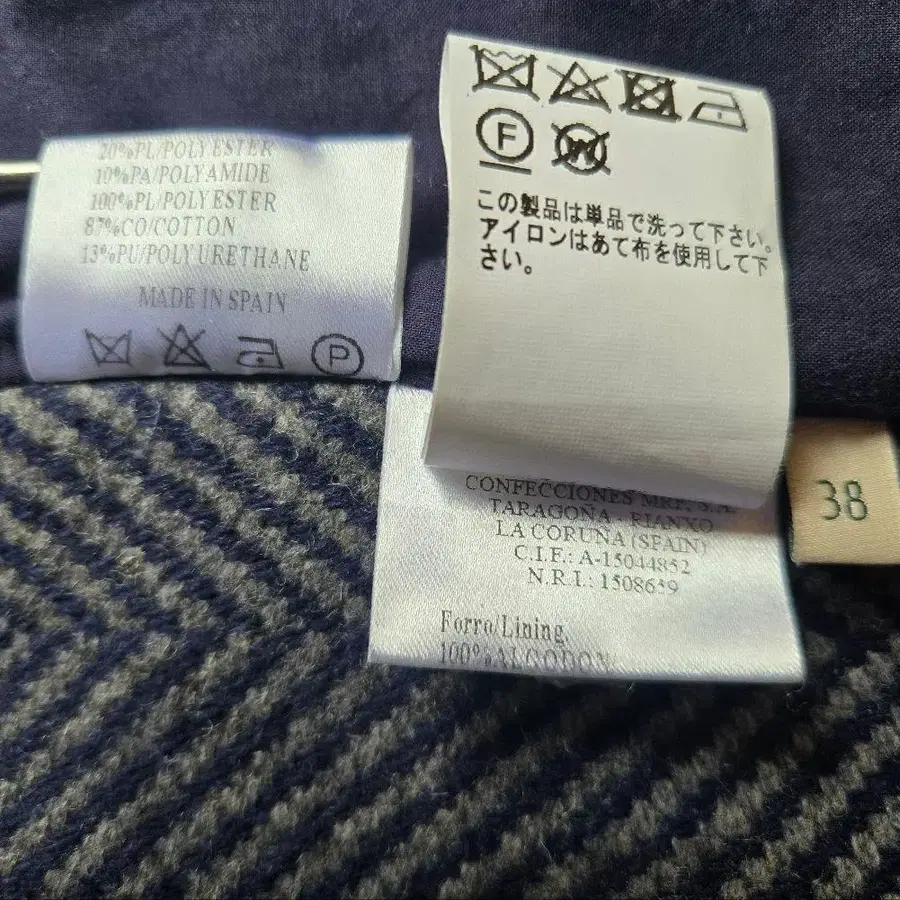 20%PL/POLYESTER
10%PA/POLYAMIDE
100%PL/POLYESTER
87%CO/COTTON
13%PU/POLYURETHANE
MADE IN SPAIN
P
F
この製品は単品で洗って下さい。
アイロンはあて布を使用して下
さい。
CONFECCIONES MRF, S.A.
TARAGOÑA - RIANXO
LA CORUÑA (SPAIN)
C.I.F.: A-15044852
N.R.I.: 1508659
Forro/Lining.
100%ALGODON
38